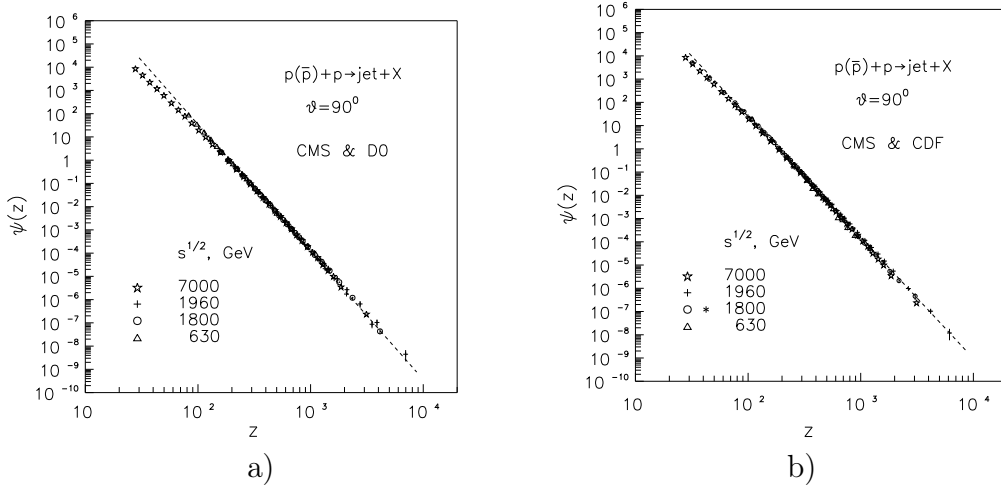 10 6
10 5
10 4
10 3
10 2
10
1
10 -1
10 -2
10 -3
10 -4
10 -5
10 -6
10 -7
10 -8
10 -9
10 -10
ψ(z)
p(p̅)+p→jet+X
ϑ=90⁰
CMS & D0
s^1/2, GeV
7000
1960
1800
630
10 10 2 10 3 10 4
z
a)
10 6
10 5
10 4
10 3
10 2
10
1
10 -1
10 -2
10 -3
10 -4
10 -5
10 -6
10 -7
10 -8
10 -9
10 -10
ψ(z)
p(p̅)+p→jet+X
ϑ=90⁰
CMS & CDF
s^1/2, GeV
7000
1960
1800
630
10 10 2 10 3 10 4
z
b)